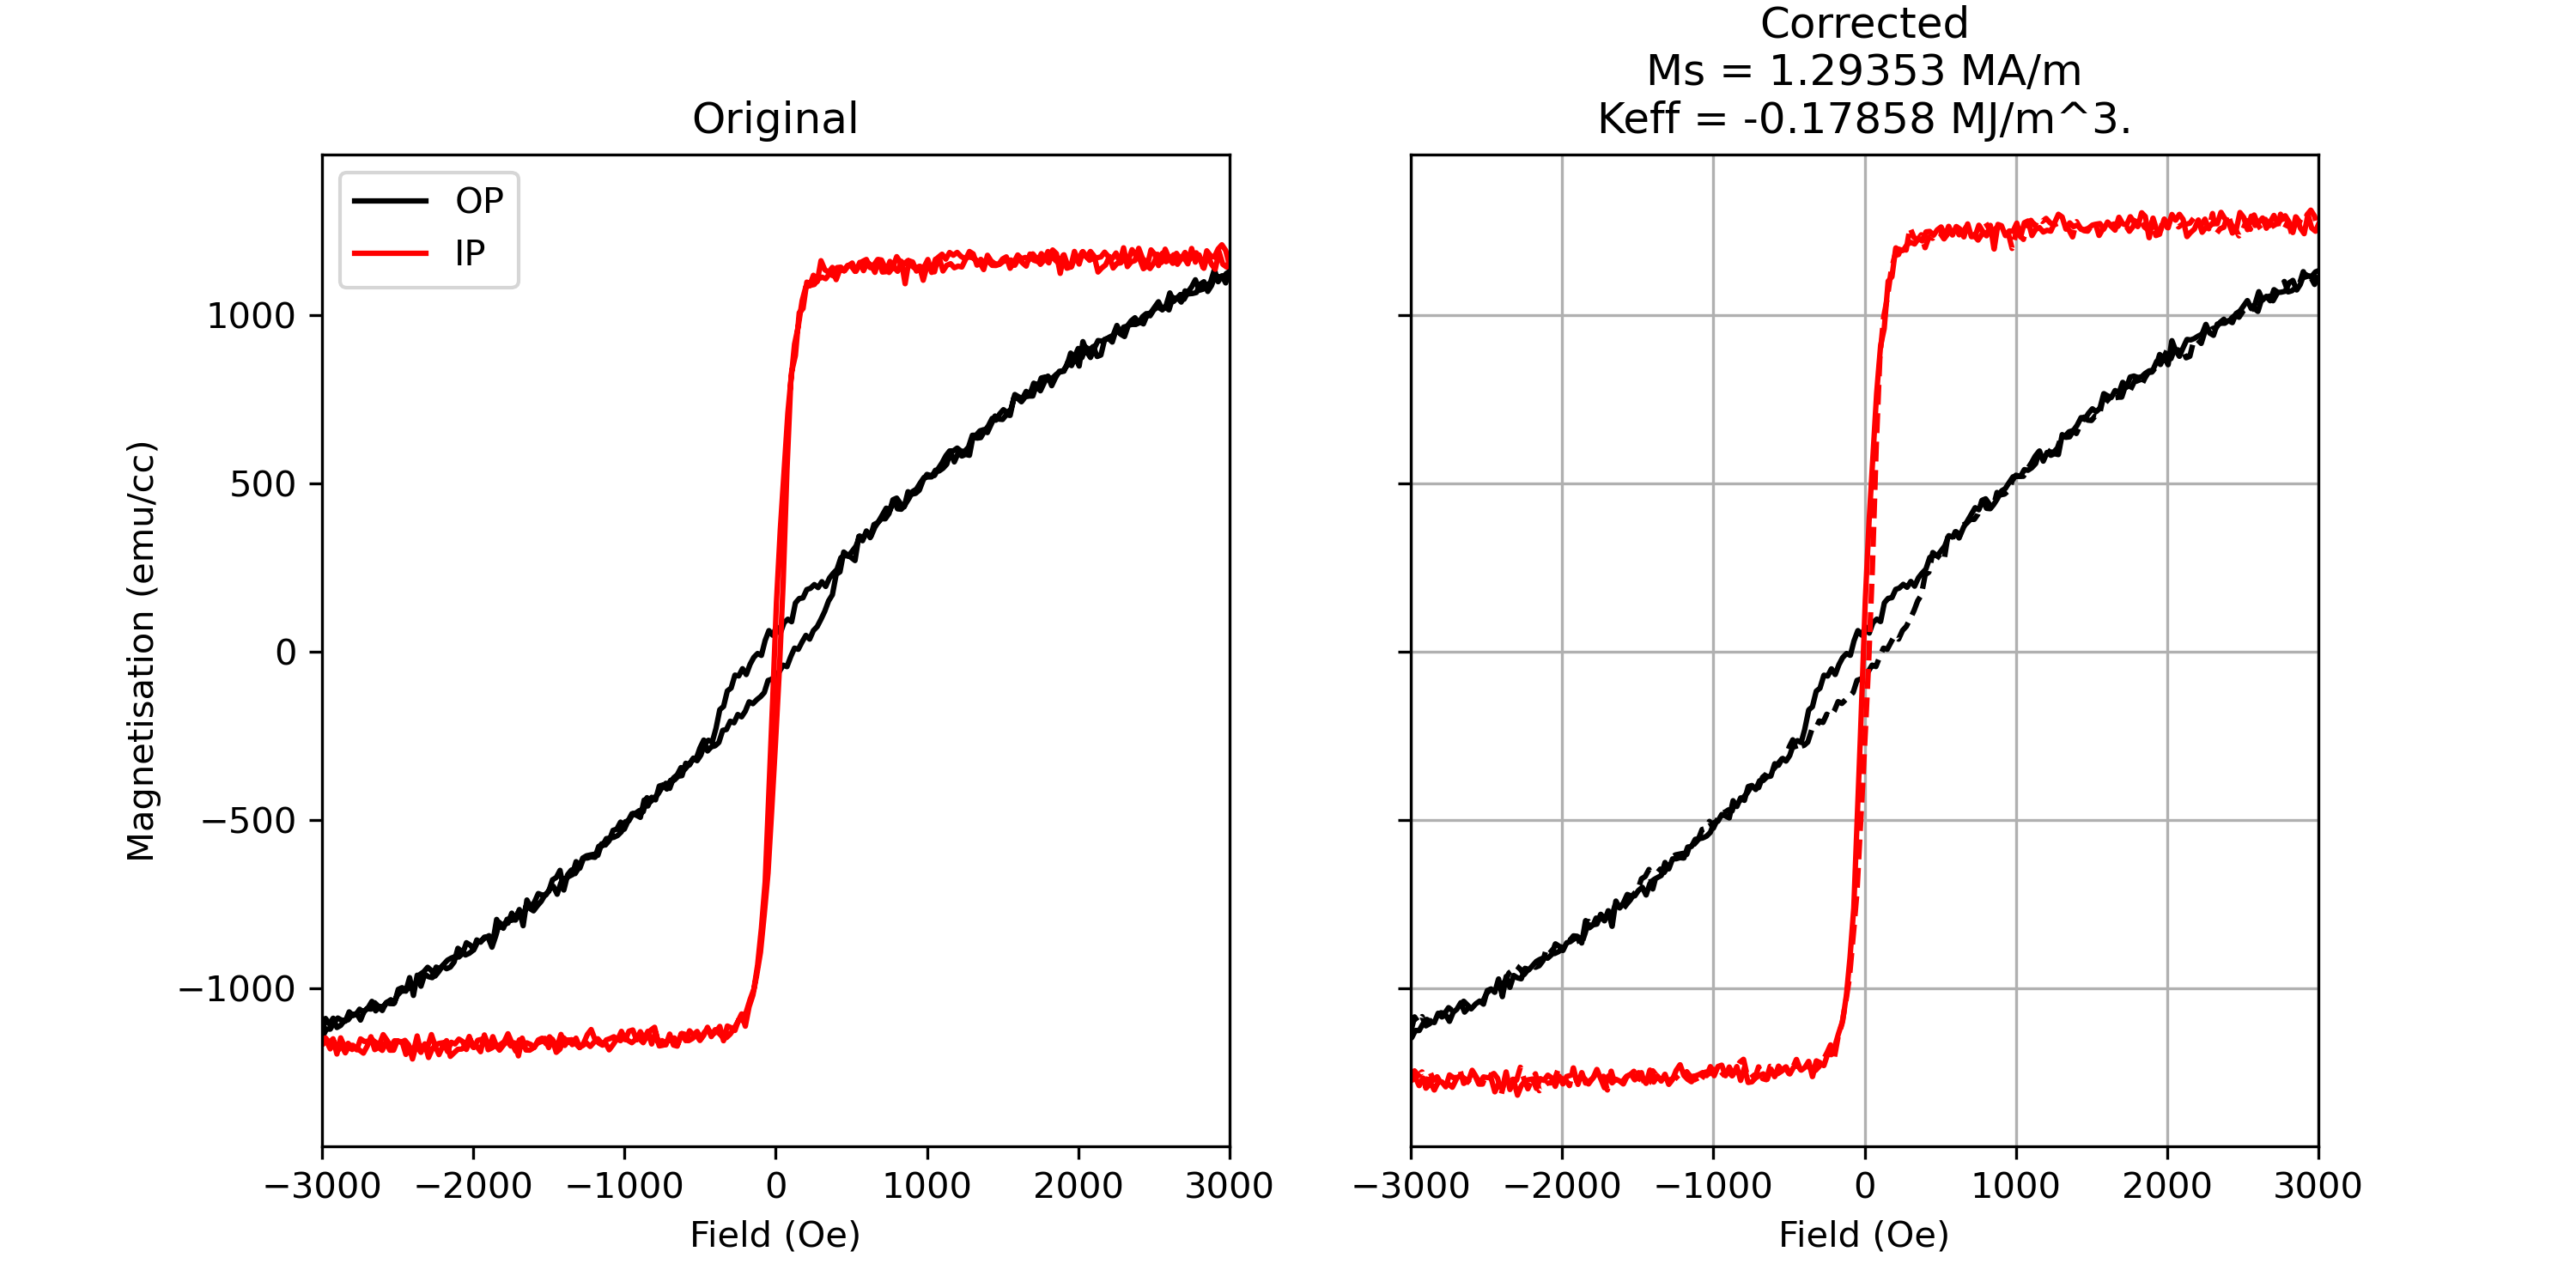 Original
OP
IP
1000
500
0
−500
−1000
Magnetisation (emu/cc)
−3000 −2000 −1000 0 1000 2000 3000
Field (Oe)
Corrected
Ms = 1.29353 MA/m
Keff = -0.17858 MJ/m^3.
−3000 −2000 −1000 0 1000 2000 3000
Field (Oe)